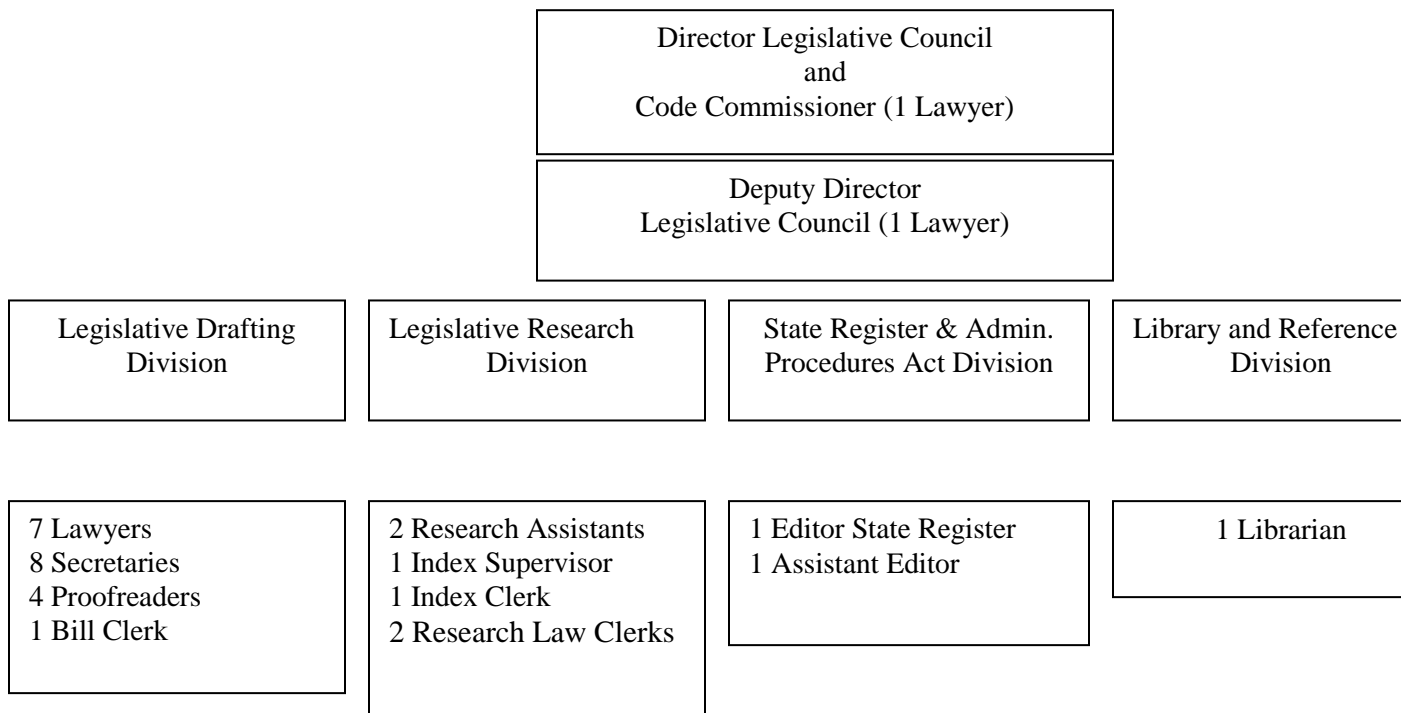 Director Legislative Council
and
Code Commissioner (1 Lawyer)
Deputy Director
Legislative Council (1 Lawyer)
Legislative Drafting
Division
Legislative Research
Division
State Register & Admin.
Procedures Act Division
Library and Reference
Division
7 Lawyers
8 Secretaries
4 Proofreaders
1 Bill Clerk
2 Research Assistants
1 Index Supervisor
1 Index Clerk
2 Research Law Clerks
1 Editor State Register
1 Assistant Editor
1 Librarian